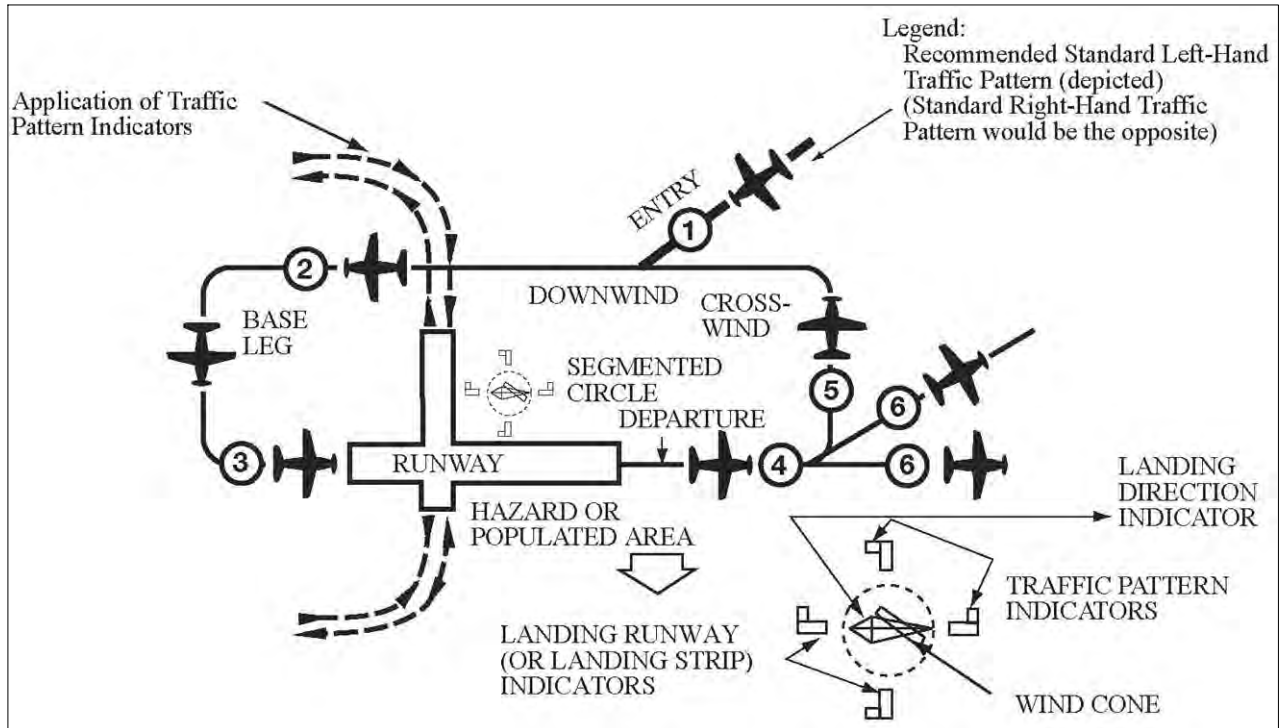 Legend:
Recommended Standard Left-Hand
Traffic Pattern (depicted)
(Standard Right-Hand Traffic
Pattern would be the opposite)
Application of Traffic
Pattern Indicators
ENTRY
1
2
DOWNWIND
CROSS-
WIND
BASE
LEG
SEGMENTED
CIRCLE
5
6
DEPARTURE
3
RUNWAY
4
6
LANDING
DIRECTION
INDICATOR
HAZARD OR
POPULATED AREA
TRAFFIC PATTERN
INDICATORS
LANDING RUNWAY
(OR LANDING STRIP)
INDICATORS
WIND CONE